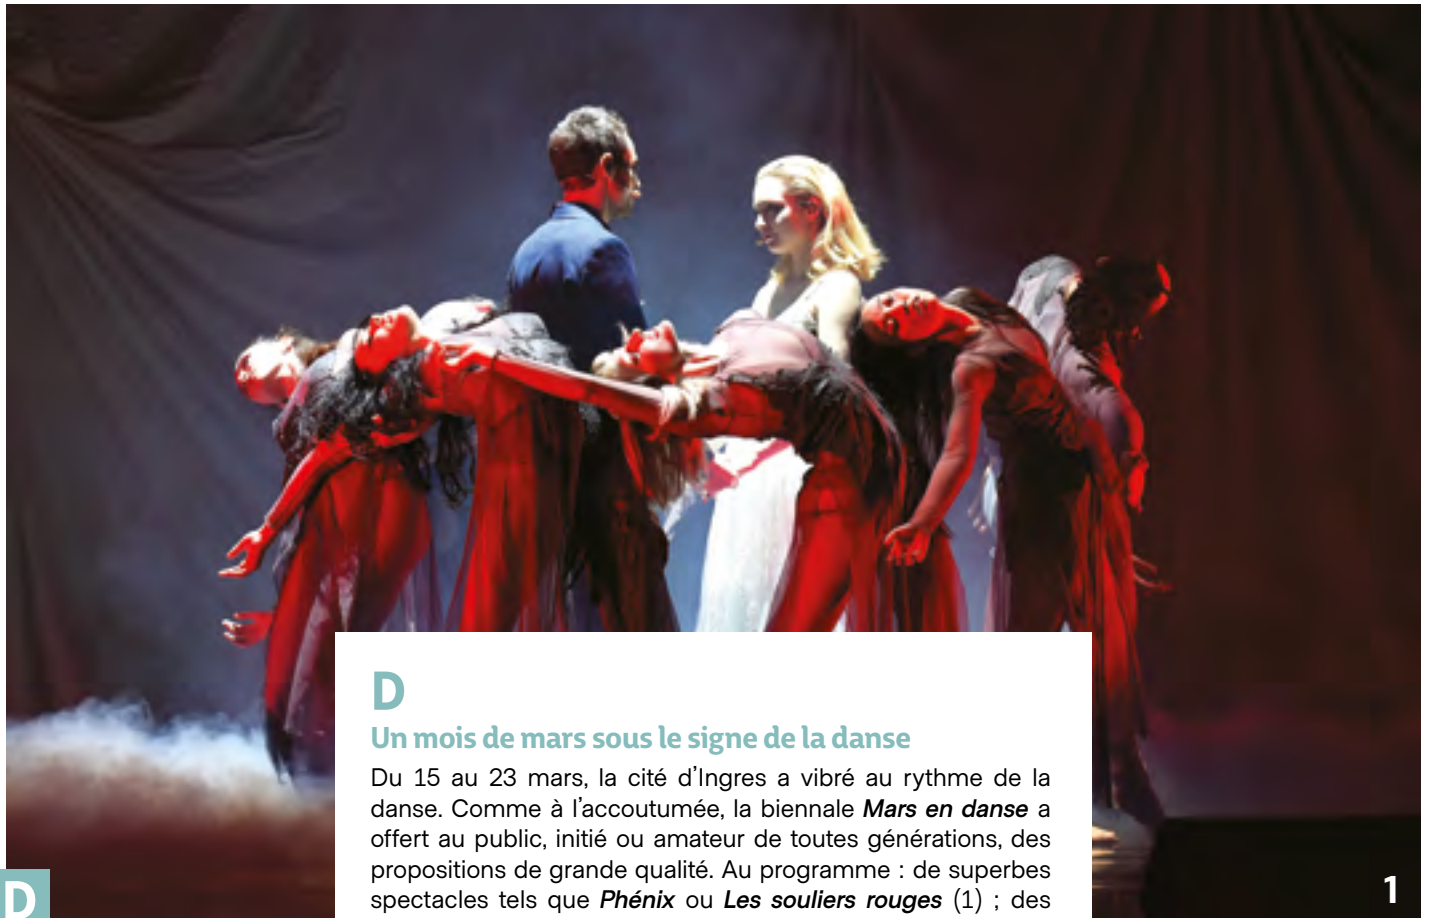 D
Un mois de mars sous le signe de la danse
Du 15 au 23 mars, la cité d'Ingres a vibré au rythme de la
danse. Comme à l'accoutumée, la biennale Mars en danse a
offert au public, initié ou amateur de toutes générations, des
propositions de grande qualité. Au programme : de superbes
spectacles tels que Phénix ou Les souliers rouges (1) ; des
D
1